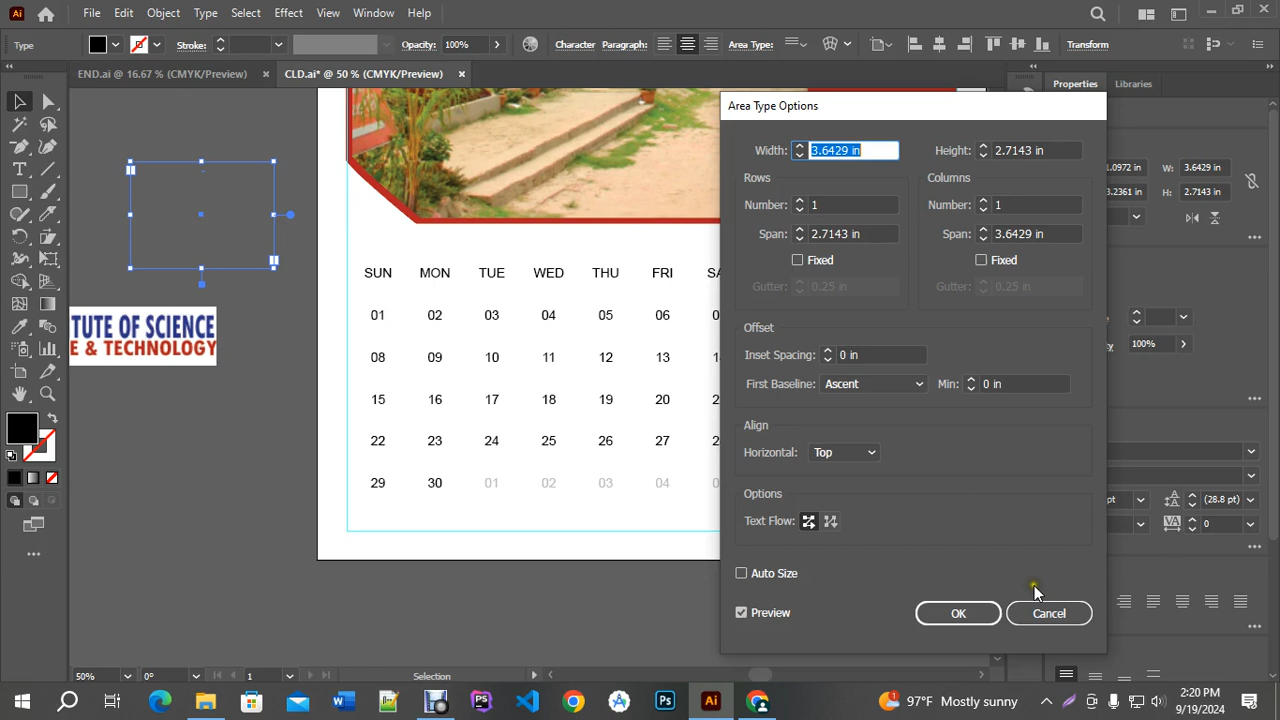 Ai File Edit Object Type Select Effect View Window Help
Type Stroke: Opacity: 100% Character Paragraph: Area Type: Transform
END.ai @ 16.67 % (CMYK/Preview) × CLD.ai* @ 50 % (CMYK/Preview) ×
Properties Libraries
Area Type Options
Width: 3.6429 in Height: 2.7143 in
Rows Columns
Number: 1 Number: 1
Span: 2.7143 in Span: 3.6429 in
Fixed Fixed
Gutter: 0.25 in Gutter: 0.25 in
Offset
Inset Spacing: 0 in
First Baseline: Ascent Min: 0 in
Align
Horizontal: Top
Options
Text Flow:
Auto Size
Preview OK Cancel
W: 3.6429 in
H: 2.7143 in
100%
(28.8 pt)
0
TUTE OF SCIENCE
E & TECHNOLOGY
SUN MON TUE WED THU FRI
01 02 03 04 05 06
08 09 10 11 12 13
15 16 17 18 19 20
22 23 24 25 26 27
29 30 01 02 03 04
50% 0° 1 Selection
97°F Mostly sunny 2:20 PM
9/19/2024